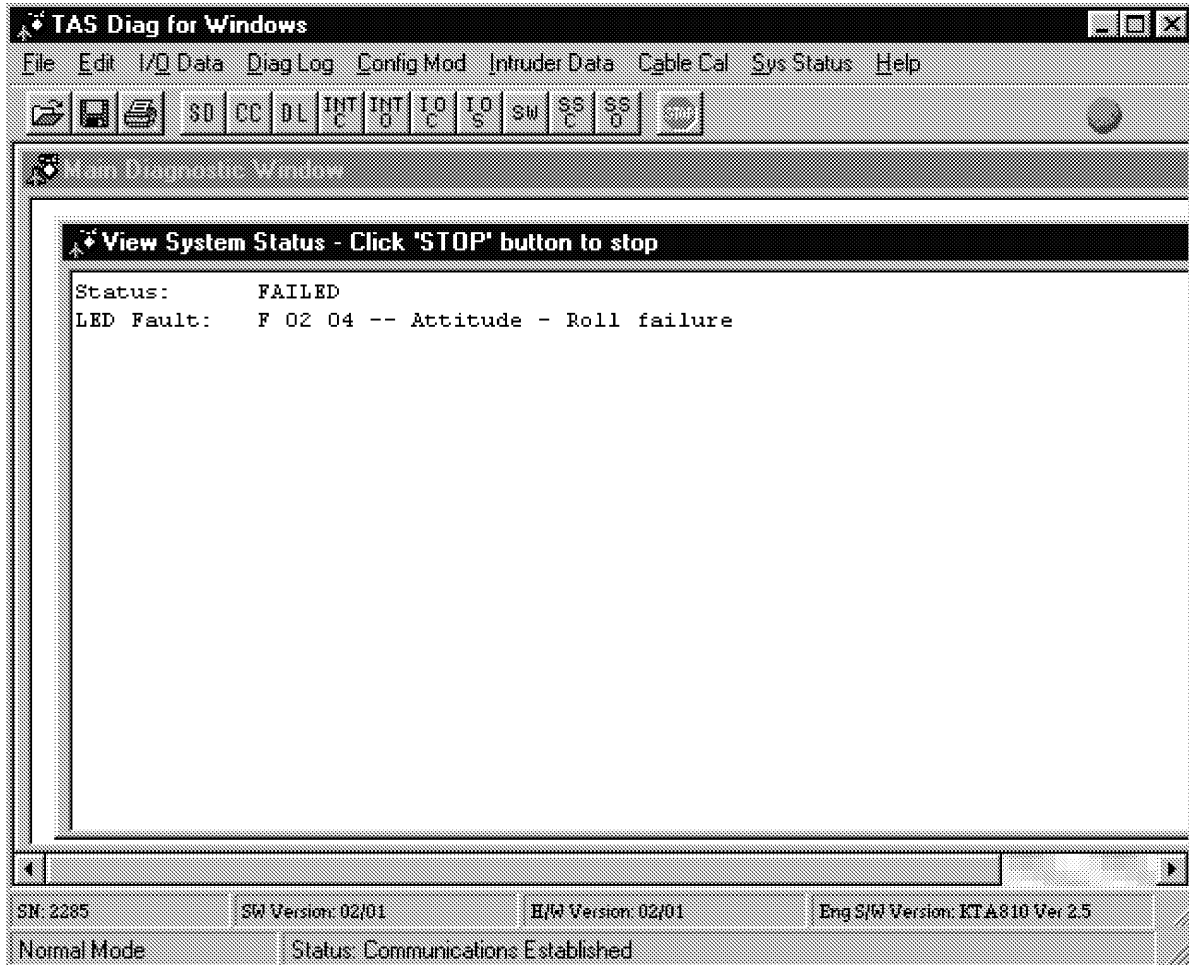 TAS Diag for Windows
File Edit I/O Data Diag Log Config Mod Intruder Data Cable Cal Sys Status Help
SD CC DL INT C INT O I O C I O S SW SS C SS O STOP
Main Diagnostic Window
View System Status - Click 'STOP' button to stop
Status: FAILED
LED Fault: F 02 04 -- Attitude - Roll failure
SN: 2285 SW Version: 02/01 H/W Version: 02/01 Eng S/W Version: KTA810 Ver 2.5
Normal Mode Status: Communications Established